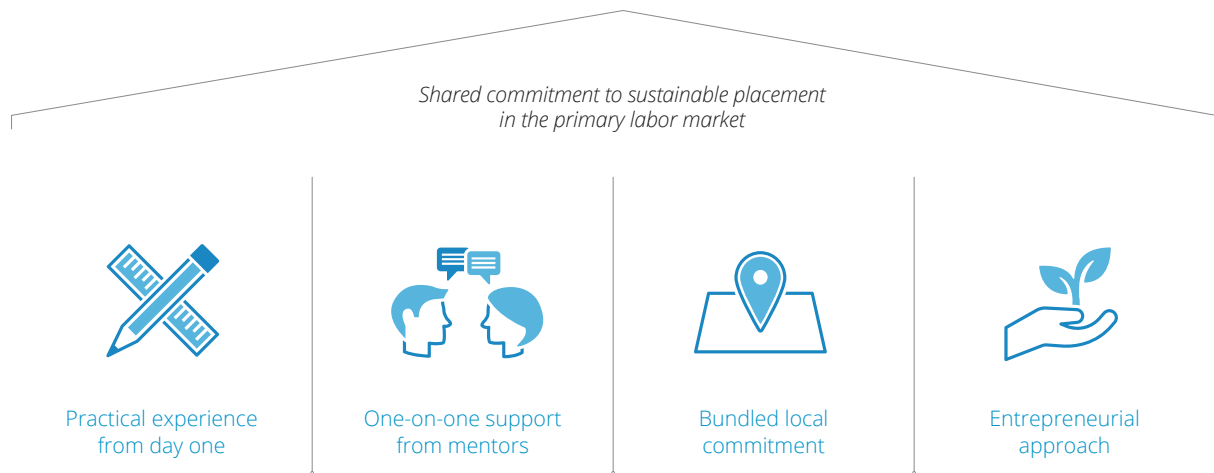 Shared commitment to sustainable placement
in the primary labor market
Practical experience
from day one
One-on-one support
from mentors
Bundled local
commitment
Entrepreneurial
approach